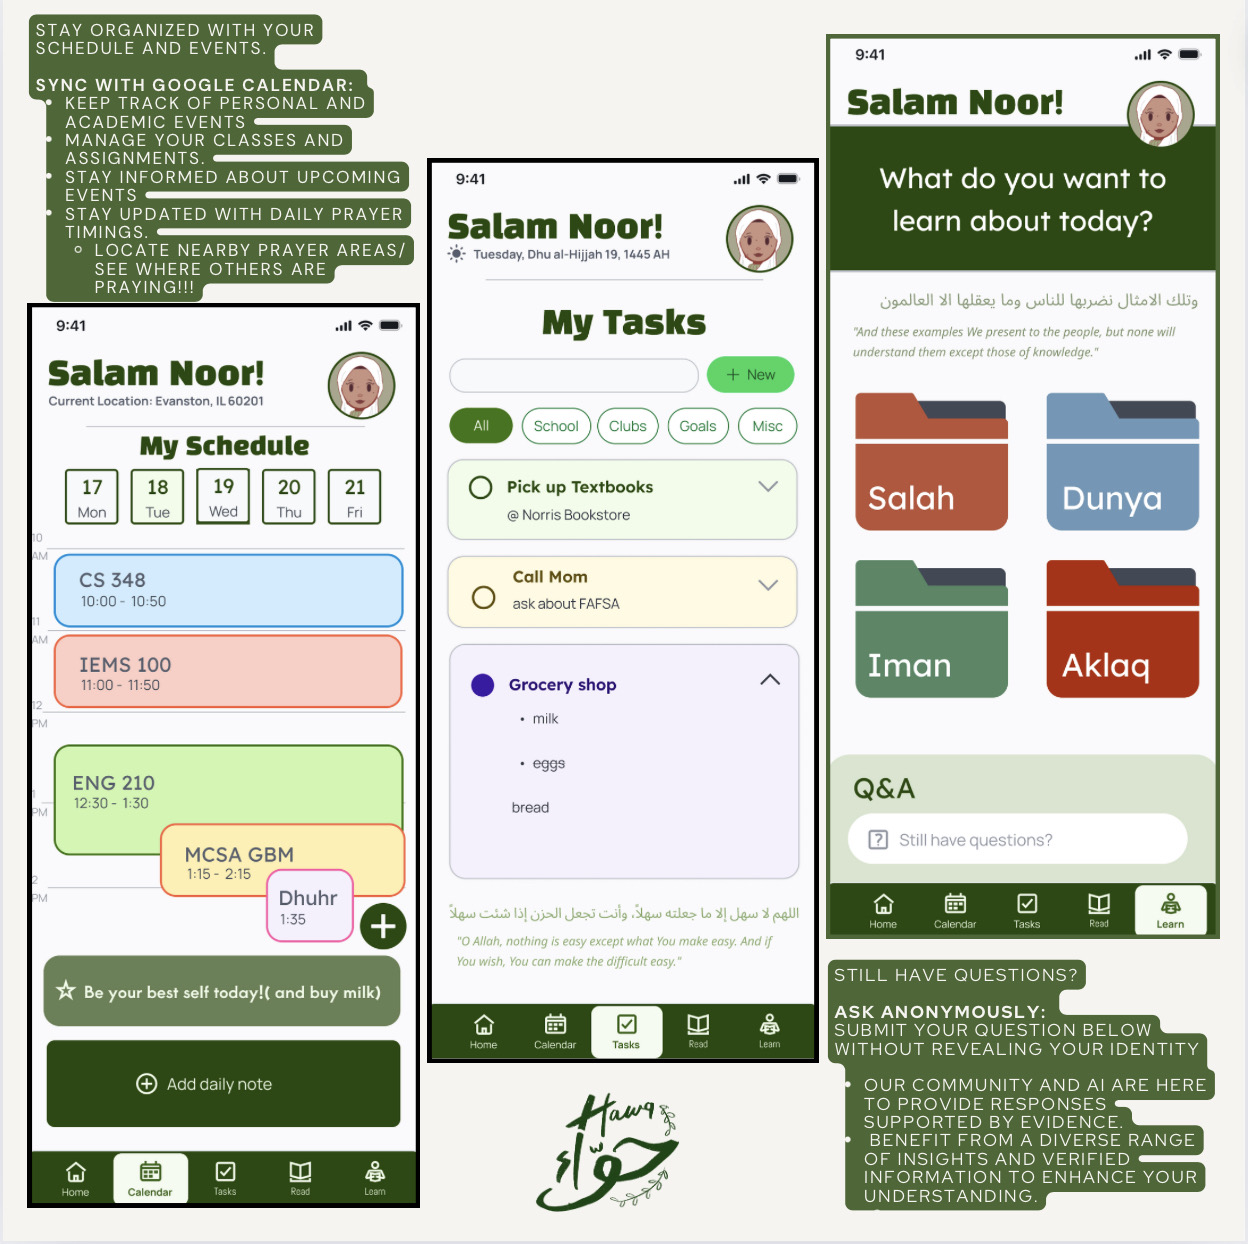 STAY ORGANIZED WITH YOUR
SCHEDULE AND EVENTS.
SYNC WITH GOOGLE CALENDAR:
• KEEP TRACK OF PERSONAL AND
ACADEMIC EVENTS
• MANAGE YOUR CLASSES AND
ASSIGNMENTS.
• STAY INFORMED ABOUT UPCOMING
EVENTS
• STAY UPDATED WITH DAILY PRAYER
TIMINGS.
◦ LOCATE NEARBY PRAYER AREAS/
SEE WHERE OTHERS ARE
PRAYING!!!
9:41
Salam Noor!
Current Location: Evanston, IL 60201
My Schedule
17 18 19 20 21
Mon Tue Wed Thu Fri
10
AM
CS 348
10:00 - 10:50
11
AM
IEMS 100
11:00 - 11:50
12
PM
ENG 210
12:30 - 1:30
1
PM
MCSA GBM
1:15 - 2:15
2
PM
Dhuhr
1:35
+
☆ Be your best self today!( and buy milk)
Add daily note
Home Calendar Tasks Read Learn
9:41
Salam Noor!
Tuesday, Dhu al-Hijjah 19, 1445 AH
My Tasks
+ New
All School Clubs Goals Misc
Pick up Textbooks
@ Norris Bookstore
Call Mom
ask about FAFSA
Grocery shop
• milk
• eggs
bread
اللهم لا سهل إلا ما جعلته سهلاً، وأنت تجعل الحزن إذا شئت سهلاً
"O Allah, nothing is easy except what You make easy. And if
You wish, You can make the difficult easy."
Home Calendar Tasks Read Learn
Hawa
حوّاء
9:41
Salam Noor!
What do you want to
learn about today?
وتلك الامثال نضربها للناس وما يعقلها الا العالمون
"And these examples We present to the people, but none will
understand them except those of knowledge."
Salah Dunya
Iman Aklaq
Q&A
Still have questions?
Home Calendar Tasks Read Learn
STILL HAVE QUESTIONS?
ASK ANONYMOUSLY:
SUBMIT YOUR QUESTION BELOW
WITHOUT REVEALING YOUR IDENTITY
• OUR COMMUNITY AND AI ARE HERE
TO PROVIDE RESPONSES
SUPPORTED BY EVIDENCE.
• BENEFIT FROM A DIVERSE RANGE
OF INSIGHTS AND VERIFIED
INFORMATION TO ENHANCE YOUR
UNDERSTANDING.